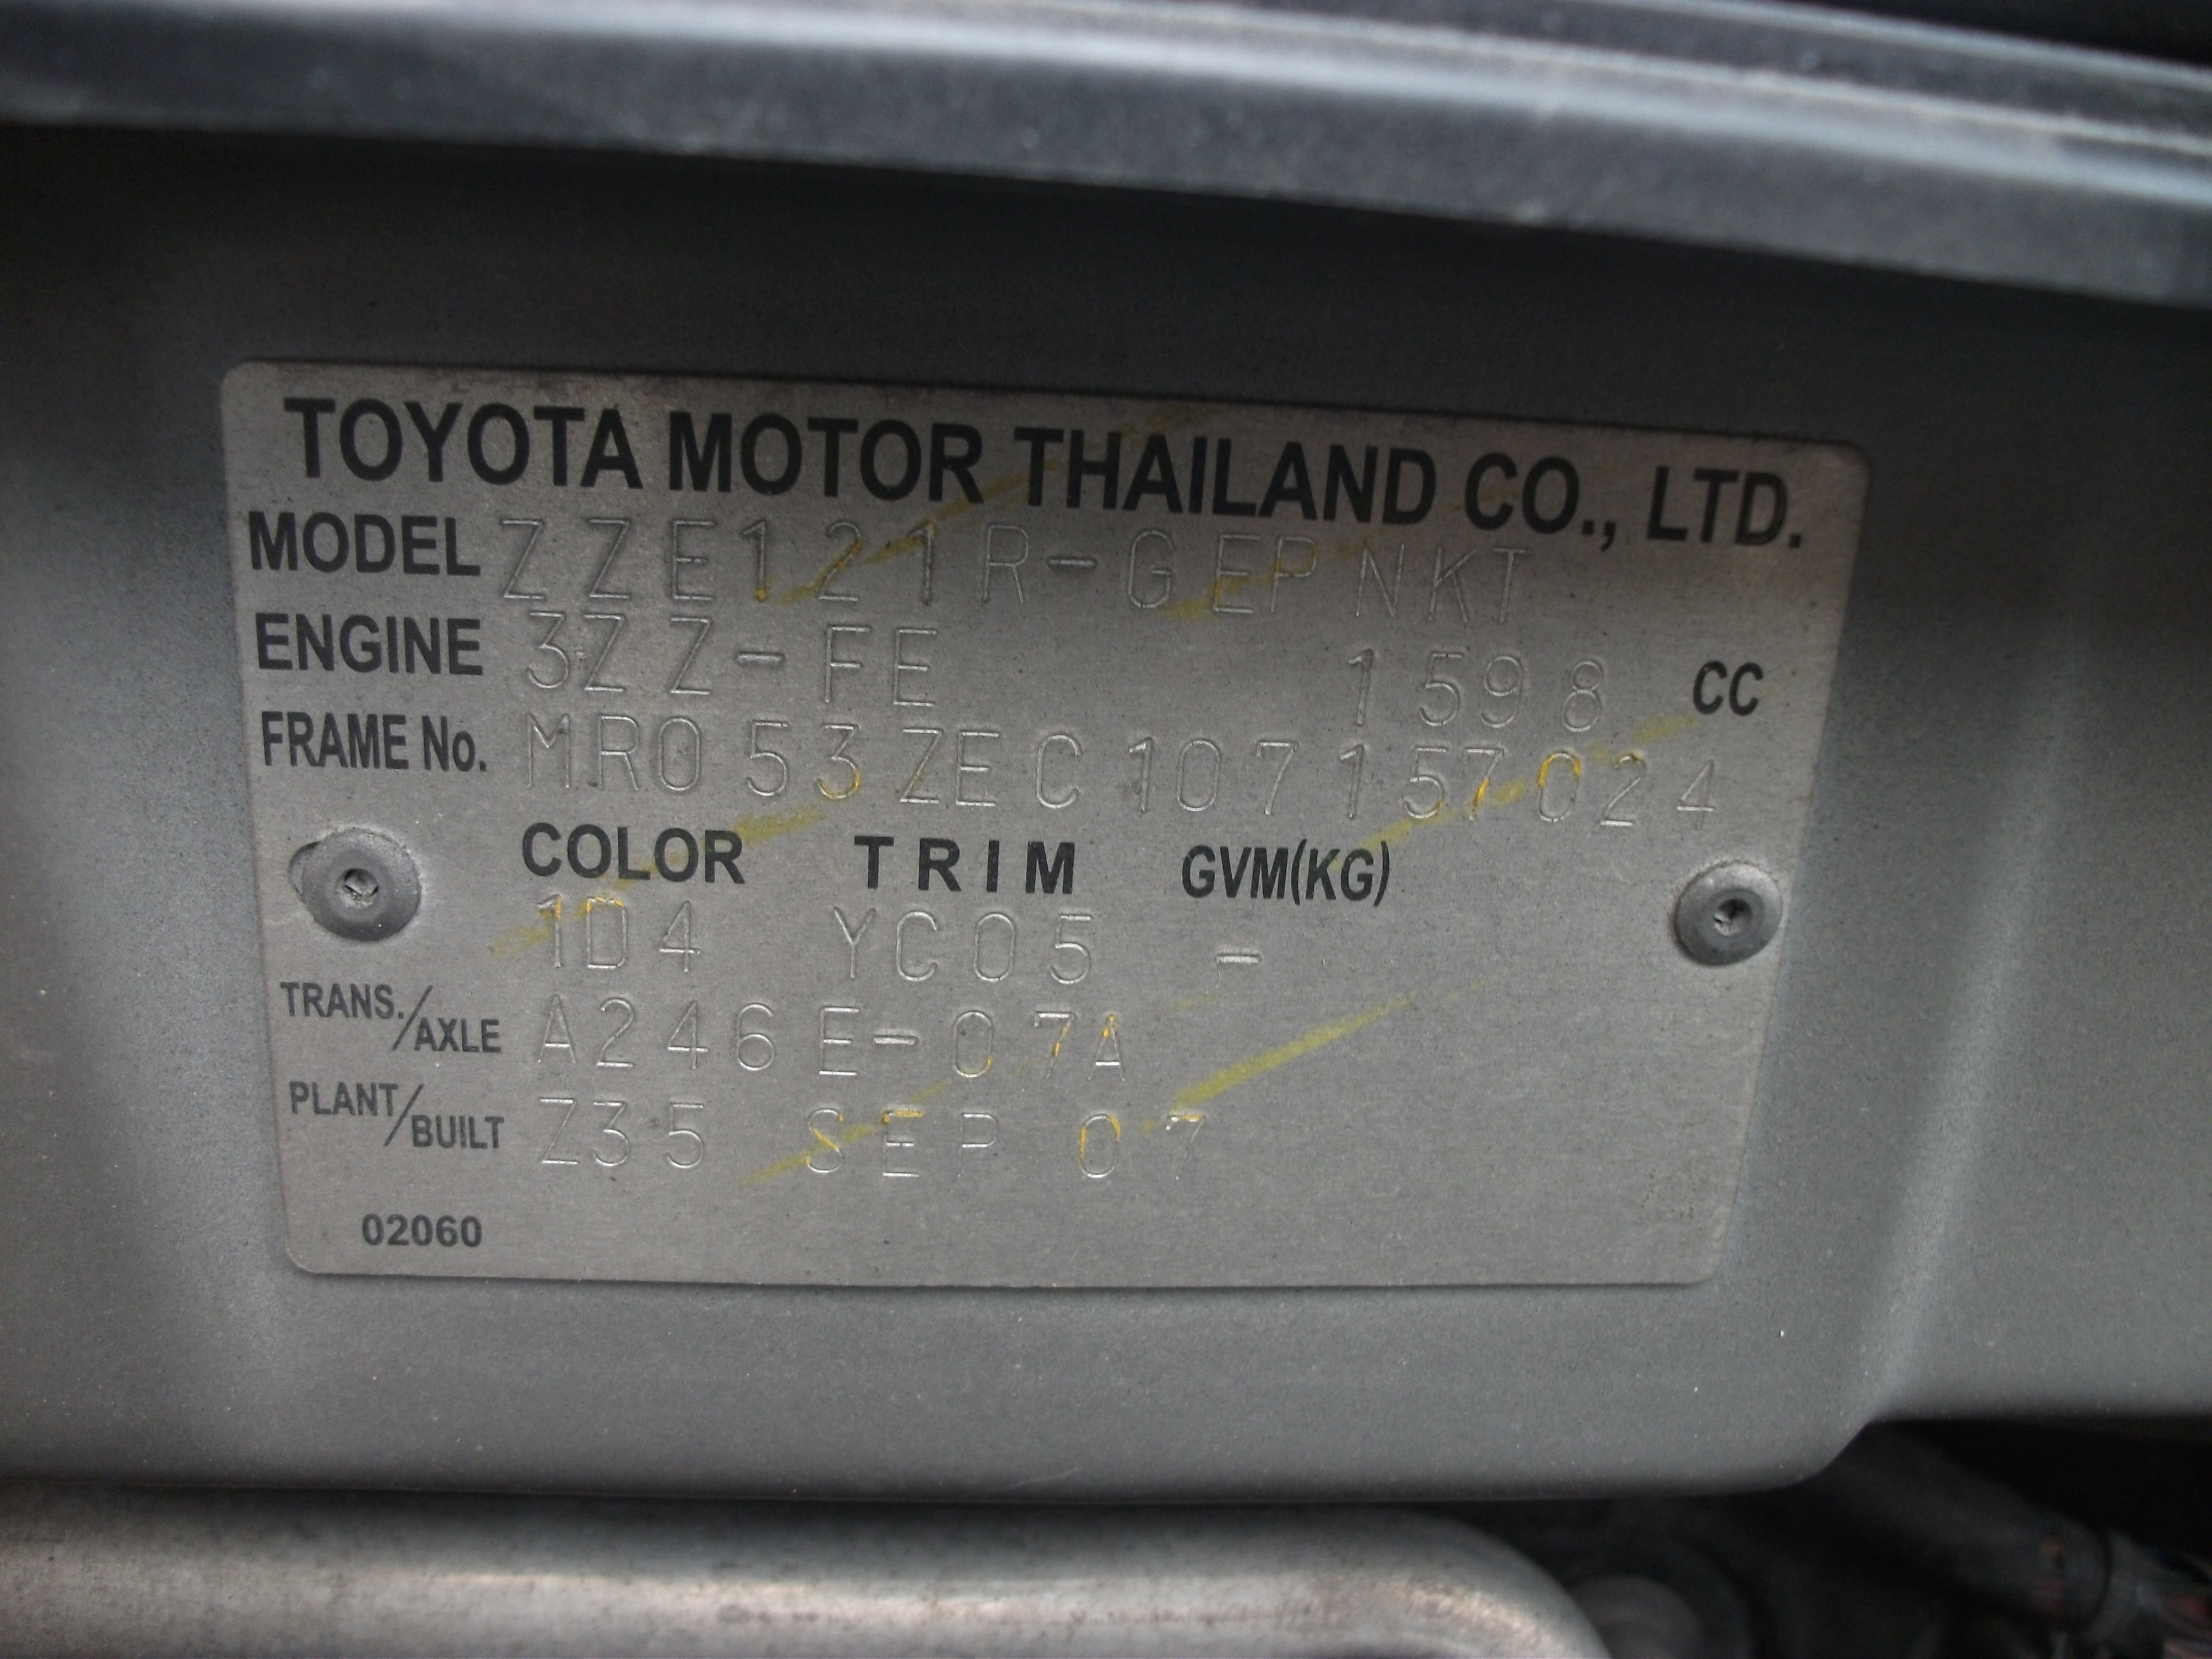 TOYOTA MOTOR THAILAND CO., LTD.
MODEL ZZE121R-GEPNKT
ENGINE 3ZZ-FE 1598 CC
FRAME No. MR053ZEC107157024
COLOR TRIM GVM(KG)
1D4 YC05 -
TRANS./AXLE A246E-07A
PLANT/BUILT Z35 SEP 07
02060